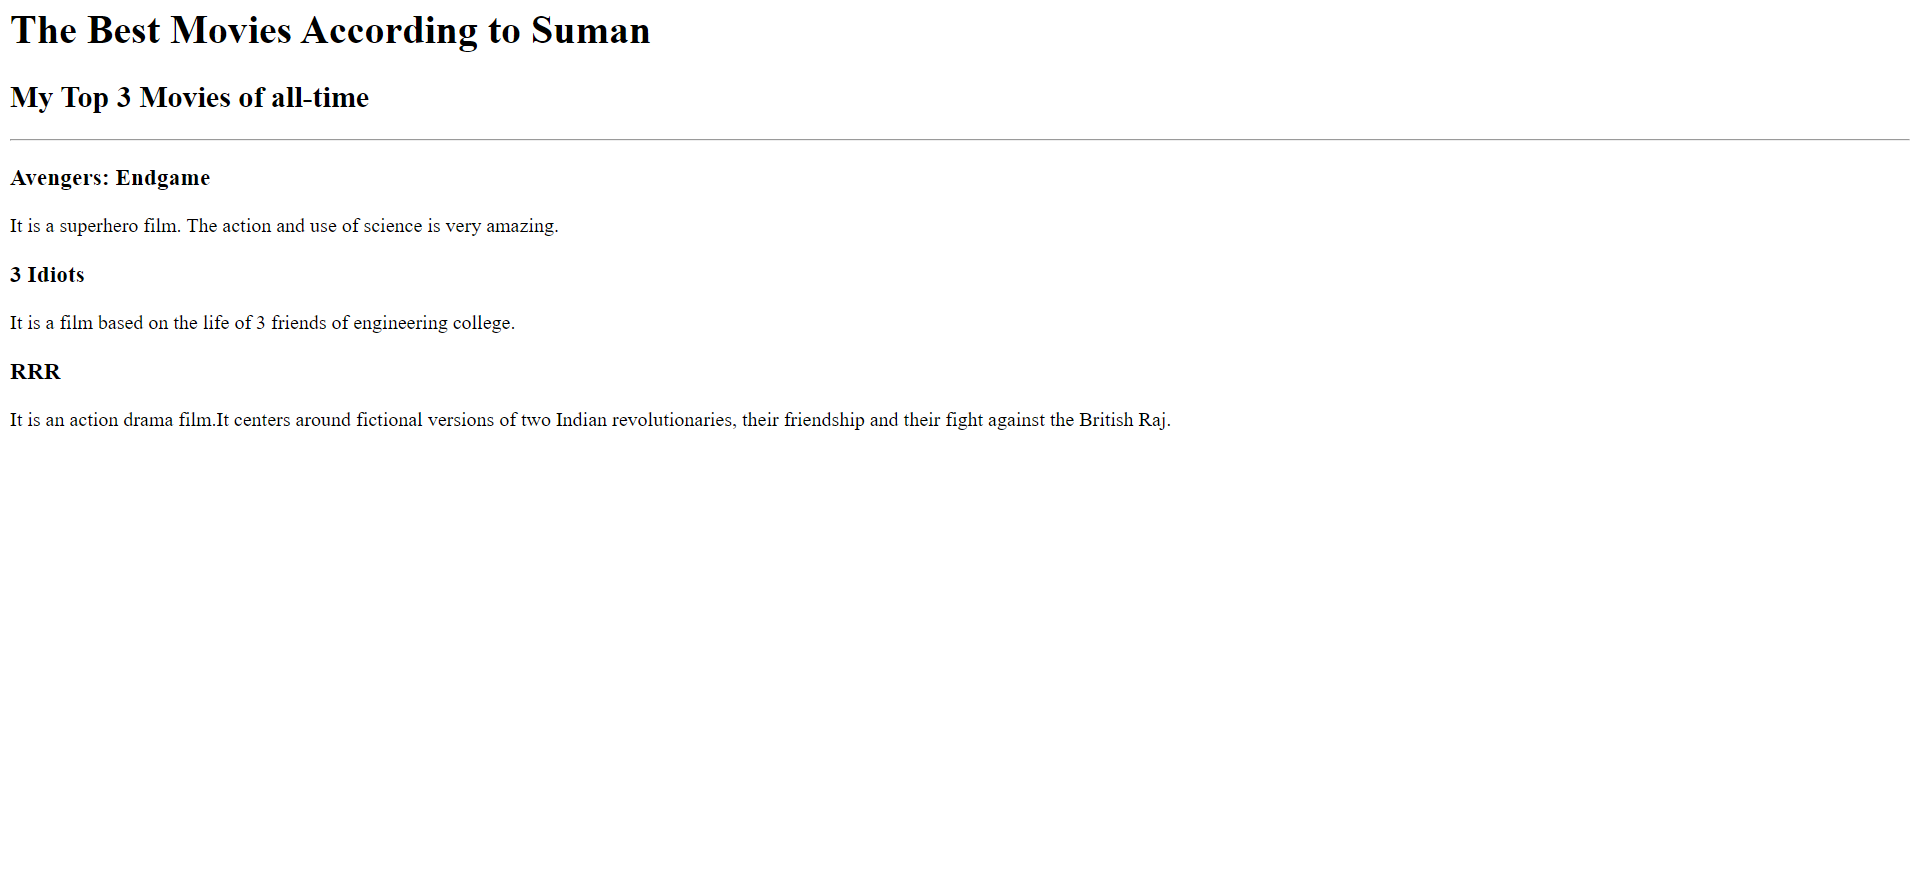 The Best Movies According to Suman
My Top 3 Movies of all-time
Avengers: Endgame
It is a superhero film. The action and use of science is very amazing.
3 Idiots
It is a film based on the life of 3 friends of engineering college.
RRR
It is an action drama film.It centers around fictional versions of two Indian revolutionaries, their friendship and their fight against the British Raj.